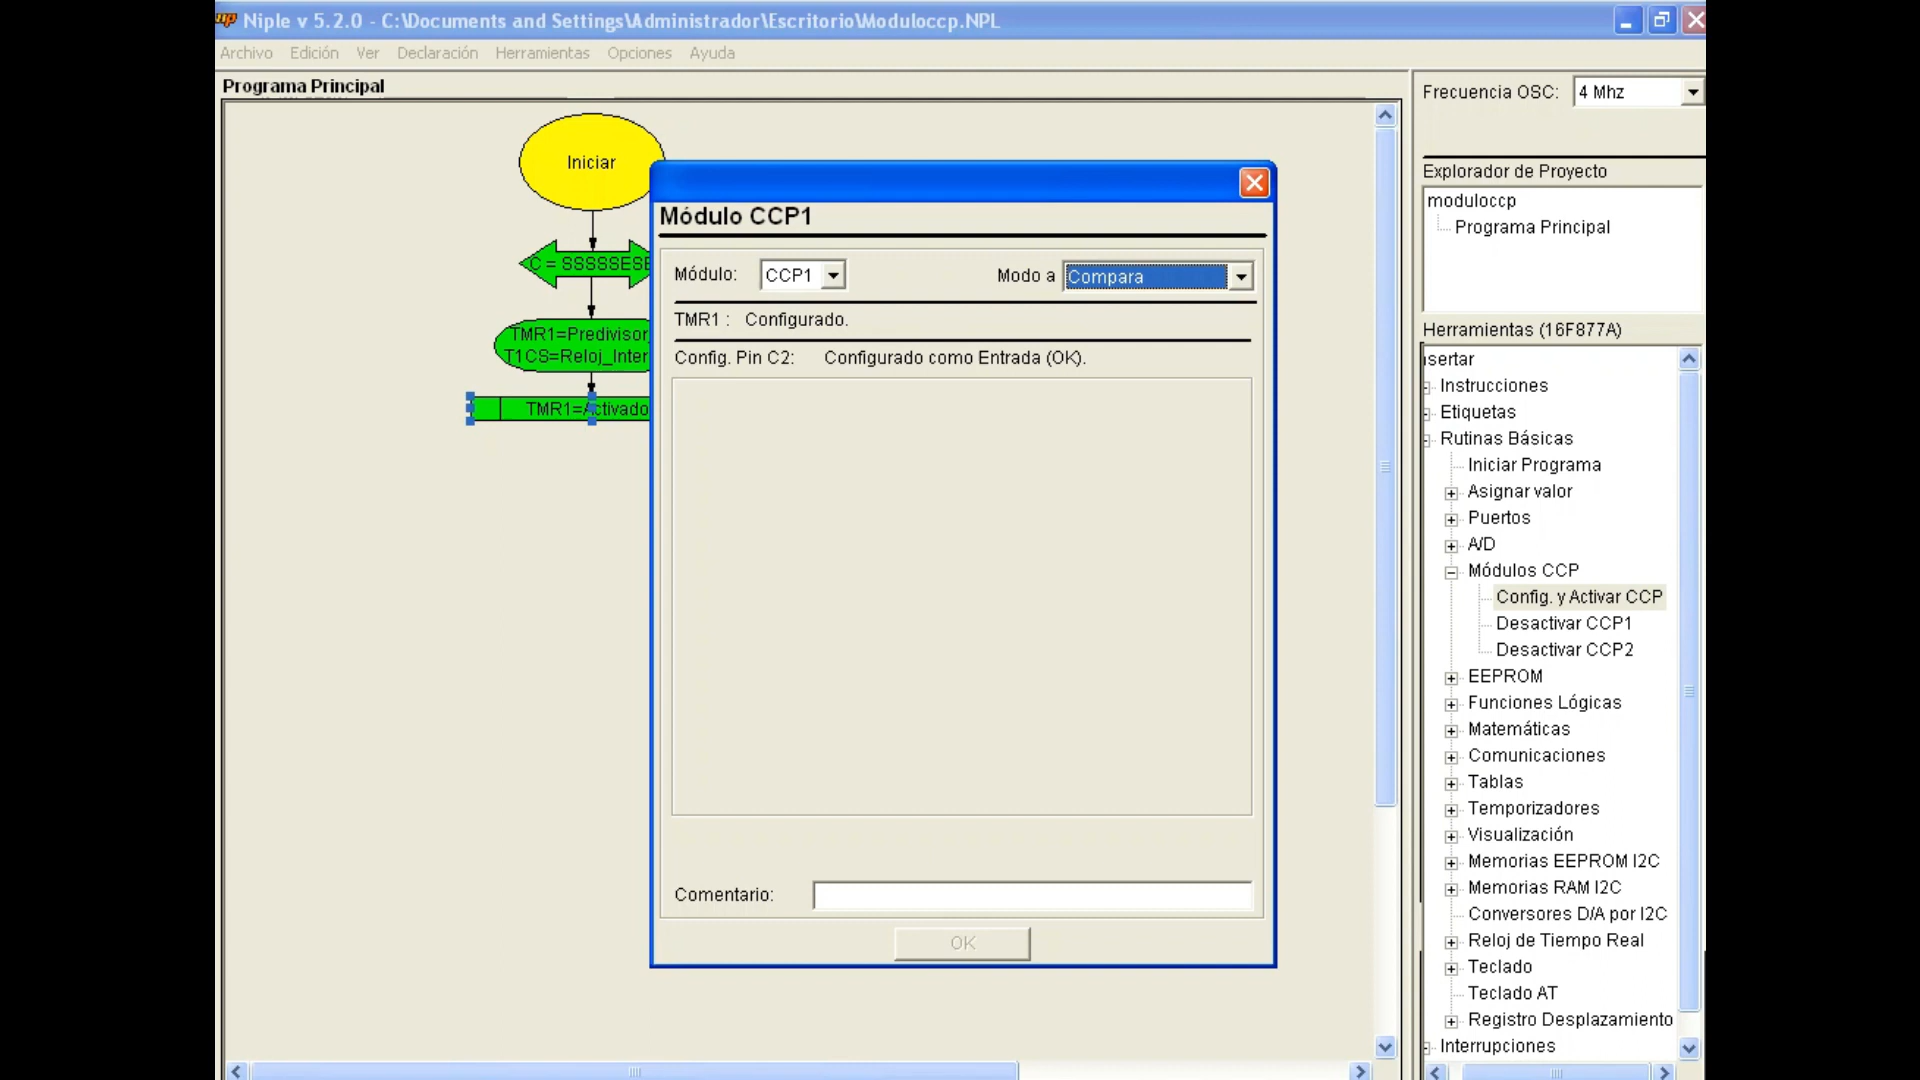 Niple v 5.2.0 - C:\Documents and Settings\Administrador\Escritorio\Moduloccp.NPL
Archivo Edición Ver Declaración Herramientas Opciones Ayuda
Programa Principal
Iniciar
C = SSSSSESE
TMR1=Predivisor
T1CS=Reloj_Inter
TMR1=Activado
Módulo CCP1
Módulo: CCP1 Modo a Compara
TMR1 : Configurado.
Config. Pin C2: Configurado como Entrada (OK).
Comentario:
OK
Frecuencia OSC: 4 Mhz
Explorador de Proyecto
moduloccp
Programa Principal
Herramientas (16F877A)
nsertar
Instrucciones
Etiquetas
Rutinas Básicas
Iniciar Programa
Asignar valor
Puertos
A/D
Módulos CCP
Config. y Activar CCP
Desactivar CCP1
Desactivar CCP2
EEPROM
Funciones Lógicas
Matemáticas
Comunicaciones
Tablas
Temporizadores
Visualización
Memorias EEPROM I2C
Memorias RAM I2C
Conversores D/A por I2C
Reloj de Tiempo Real
Teclado
Teclado AT
Registro Desplazamiento
Interrupciones